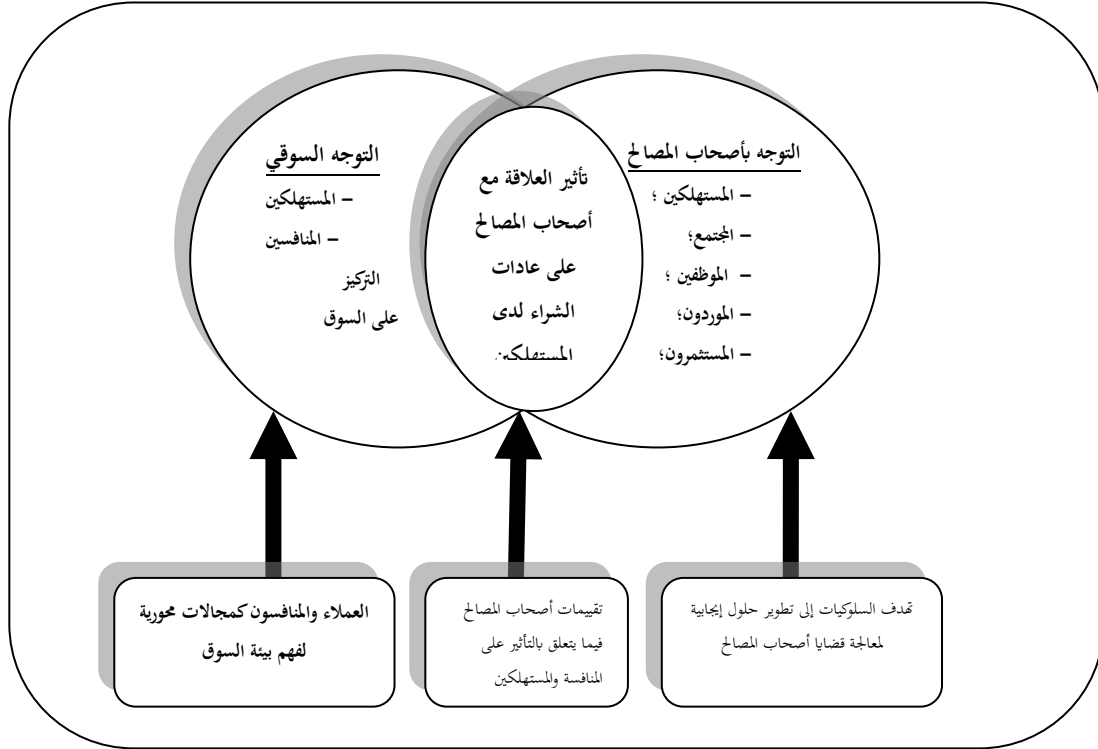 التوجه بأصحاب المصالح
– المستهلكين ؛
– المجتمع؛
– الموظفين ؛
– الموردون؛
– المستثمرون؛
تأثير العلاقة مع
أصحاب المصالح
على عادات
الشراء لدى
المستهلكين
التوجه السوقي
– المستهلكين
– المنافسين
التركيز
على السوق
تهدف السلوكيات إلى تطوير حلول إيجابية
لمعالجة قضايا أصحاب المصالح
تقييمات أصحاب المصالح
فيما يتعلق بالتأثير على
المنافسة والمستهلكين
العملاء والمنافسون كمجالات محورية
لفهم بيئة السوق